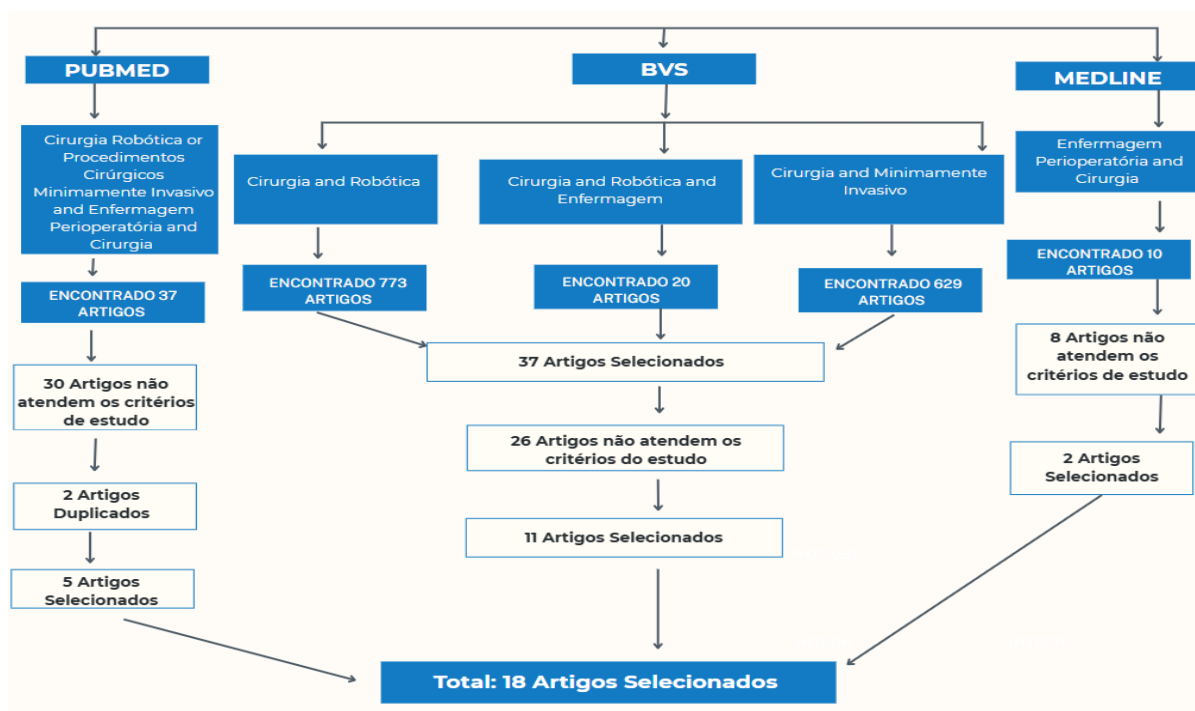 PUBMED
Cirurgia Robótica or
Procedimentos
Cirúrgicos
Minimamente Invasivo
and Enfermagem
Perioperatória and
Cirurgia
ENCONTRADO 37
ARTIGOS
30 Artigos não
atendem os critérios
de estudo
2 Artigos
Duplicados
5 Artigos
Selecionados
BVS
Cirurgia and Robótica
ENCONTRADO 773
ARTIGOS
Cirurgia and Robótica and
Enfermagem
ENCONTRADO 20
ARTIGOS
Cirurgia and Minimamente
Invasivo
ENCONTRADO 629
ARTIGOS
37 Artigos Selecionados
26 Artigos não atendem os
critérios do estudo
11 Artigos Selecionados
MEDLINE
Enfermagem
Perioperatória and
Cirurgia
ENCONTRADO 10
ARTIGOS
8 Artigos não
atendem os
critérios de estudo
2 Artigos
Selecionados
Total: 18 Artigos Selecionados